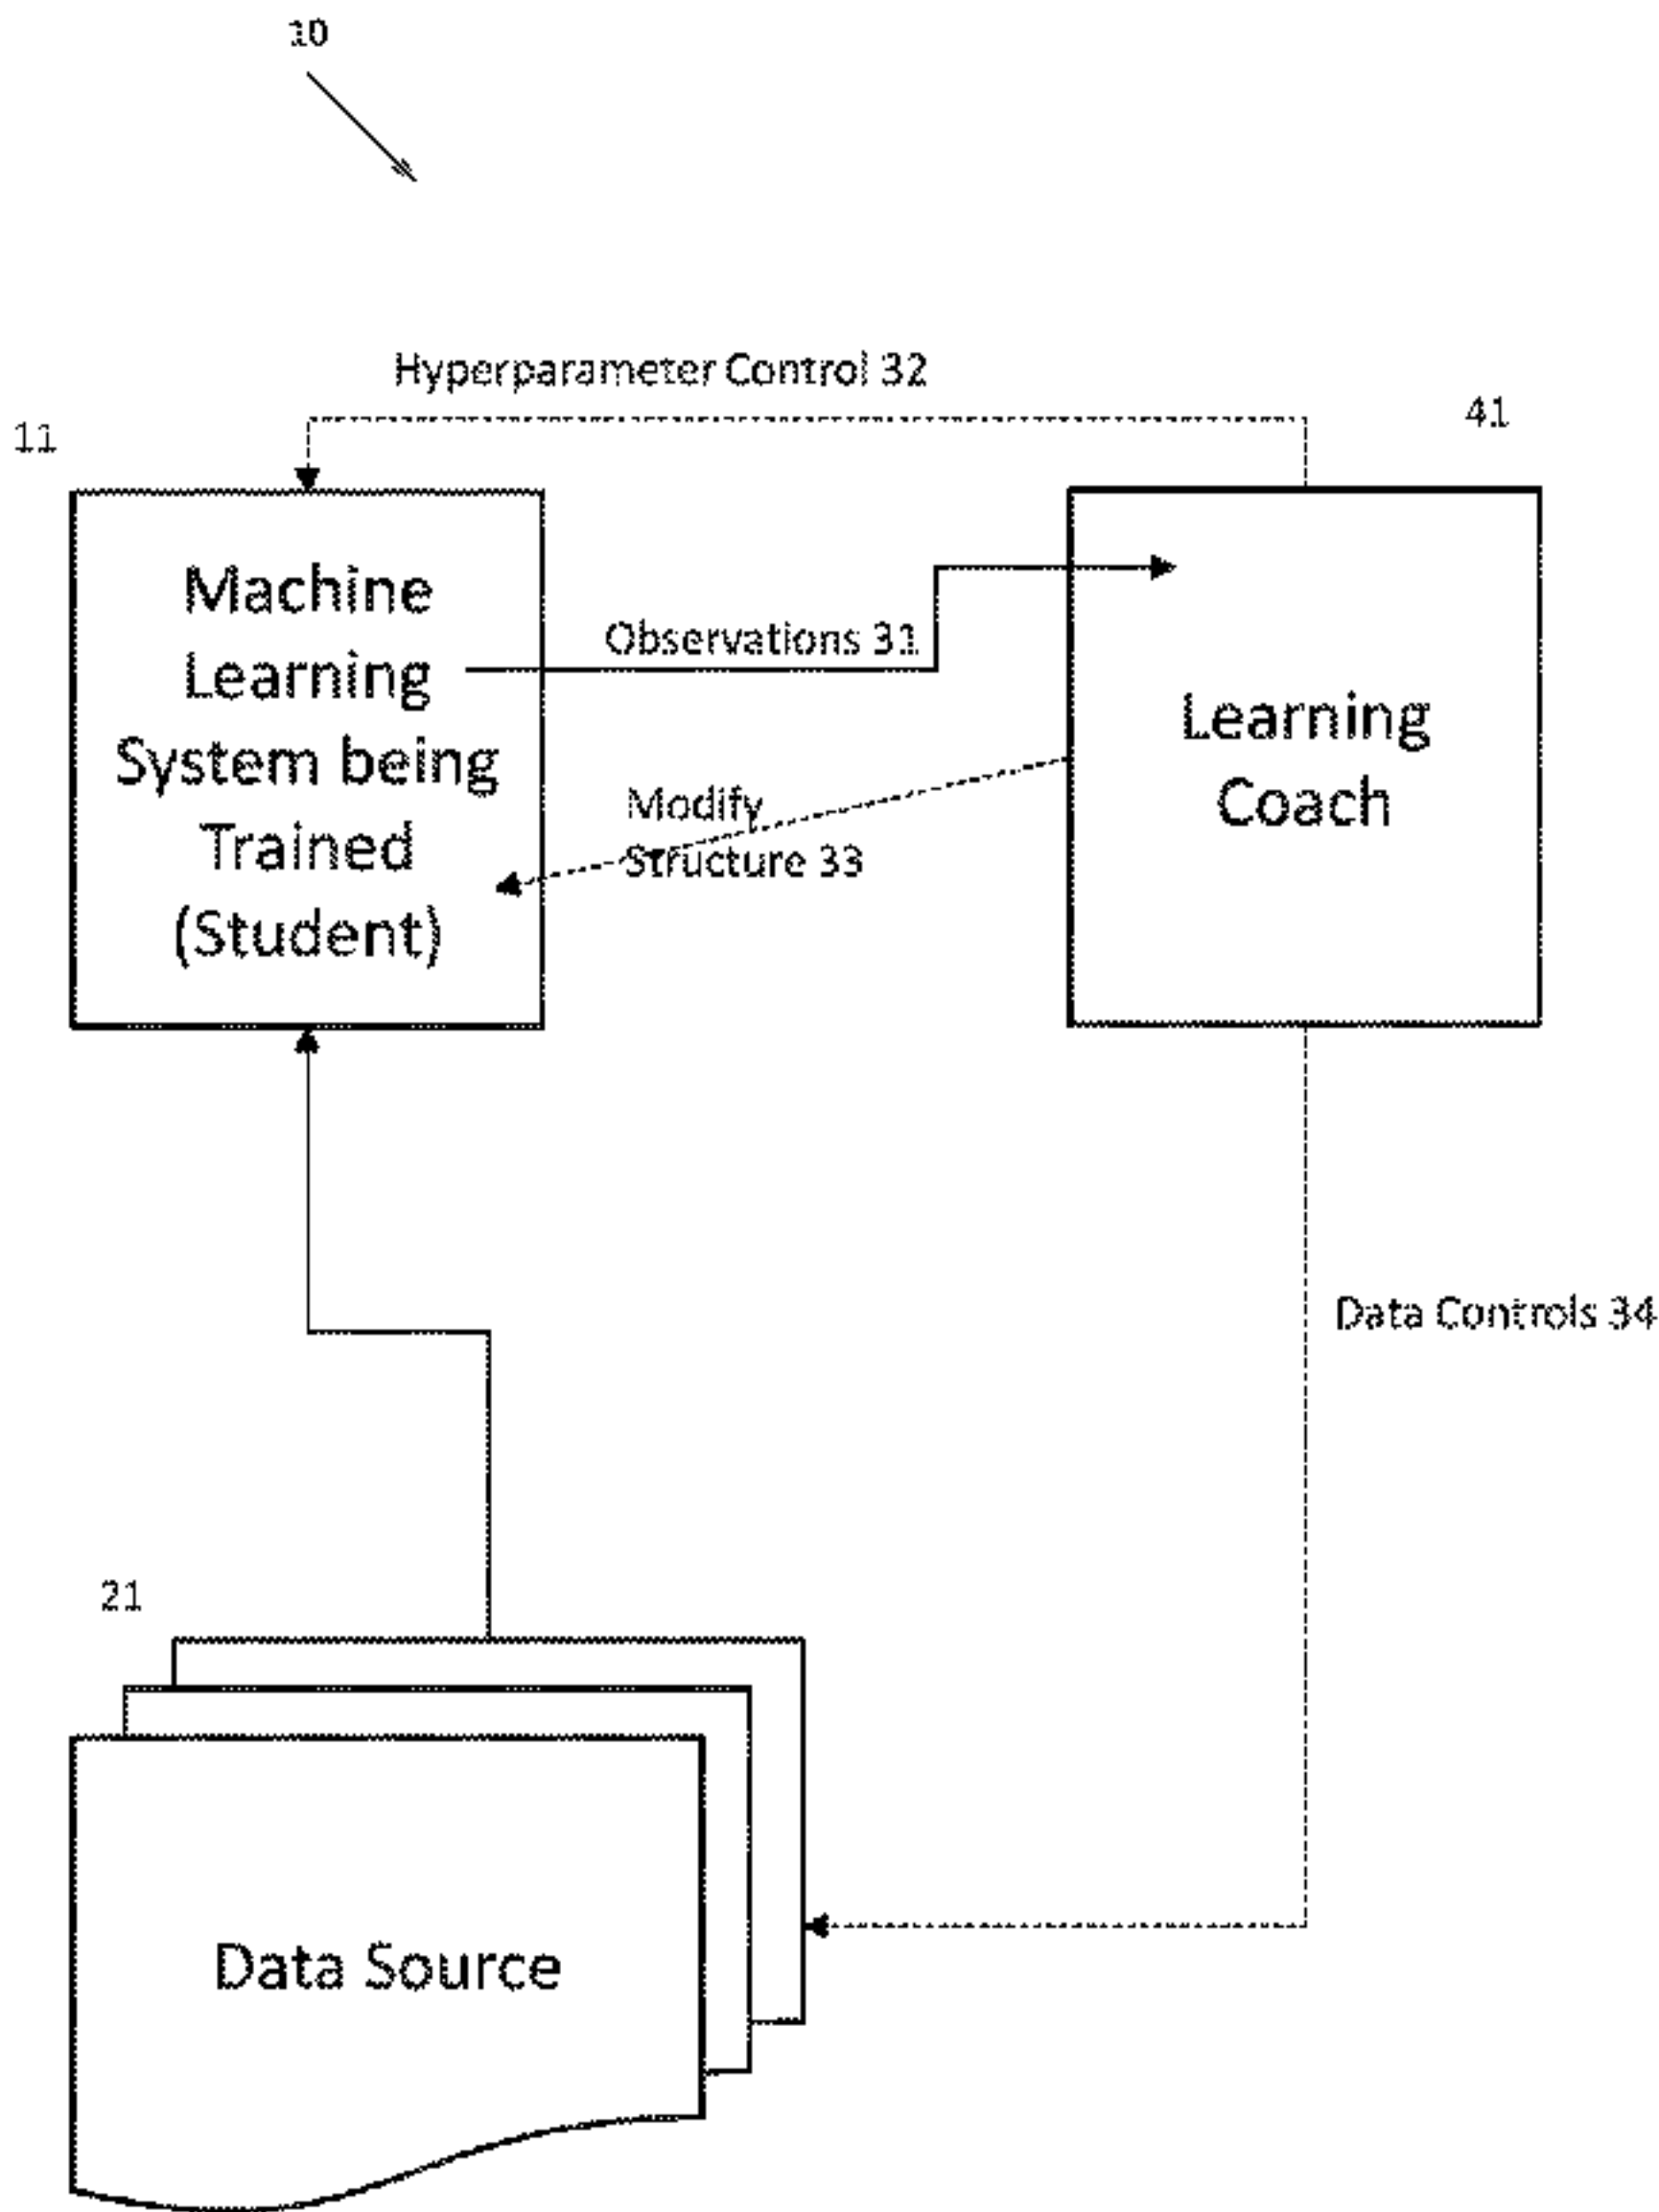 10
Hyperparameter Control 32
11
41
Machine
Learning
System being
Trained
(Student)
Observations 31
Learning
Coach
Modify
Structure 33
Data Controls 34
21
Data Source